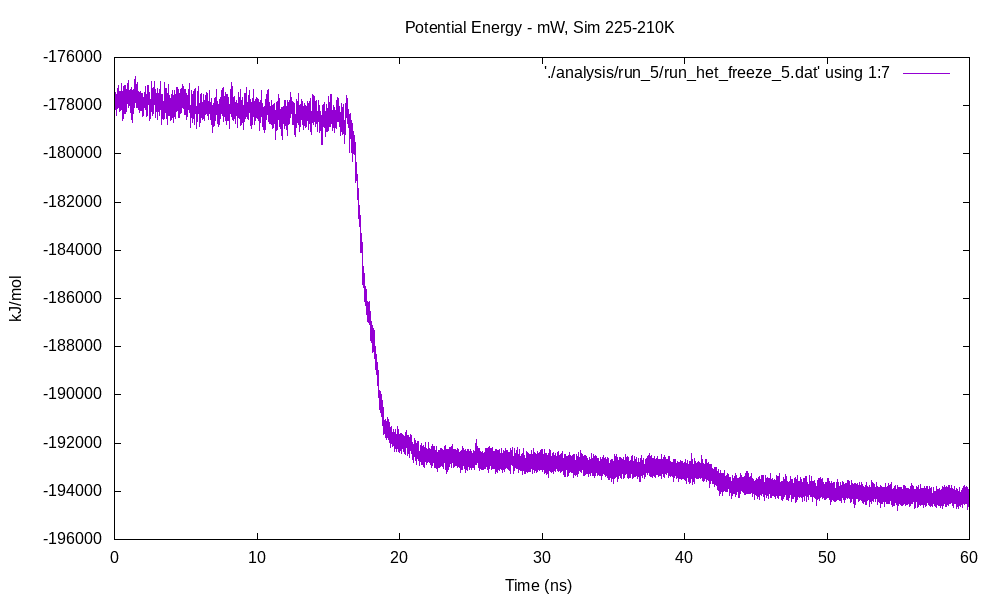 Potential Energy - mW, Sim 225-210K
'./analysis/run_5/run_het_freeze_5.dat' using 1:7
-176000
-178000
-180000
-182000
-184000
-186000
-188000
-190000
-192000
-194000
-196000
kJ/mol
0 10 20 30 40 50 60
Time (ns)